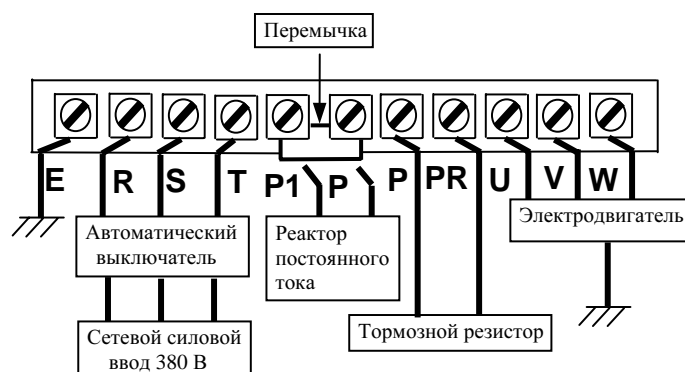 Перемычка
E R S T P1 P P PR U V W
Автоматический
выключатель
Реактор
постоянного
тока
Электродвигатель
Сетевой силовой
ввод 380 В
Тормозной резистор